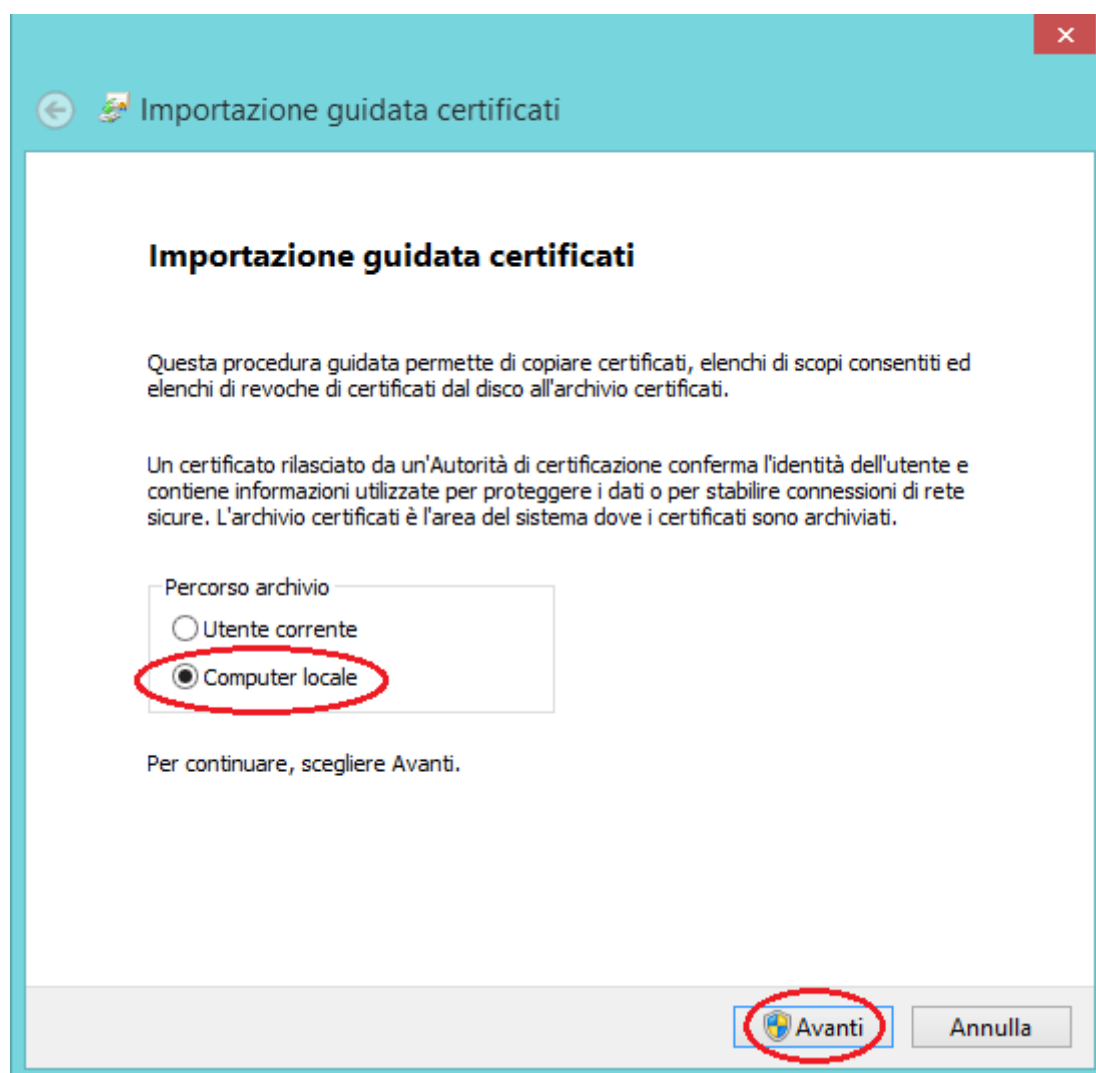 Importazione guidata certificati
Importazione guidata certificati
Questa procedura guidata permette di copiare certificati, elenchi di scopi consentiti ed
elenchi di revoche di certificati dal disco all'archivio certificati.
Un certificato rilasciato da un'Autorità di certificazione conferma l'identità dell'utente e
contiene informazioni utilizzate per proteggere i dati o per stabilire connessioni di rete
sicure. L'archivio certificati è l'area del sistema dove i certificati sono archiviati.
Percorso archivio
Utente corrente
Computer locale
Per continuare, scegliere Avanti.
Avanti Annulla